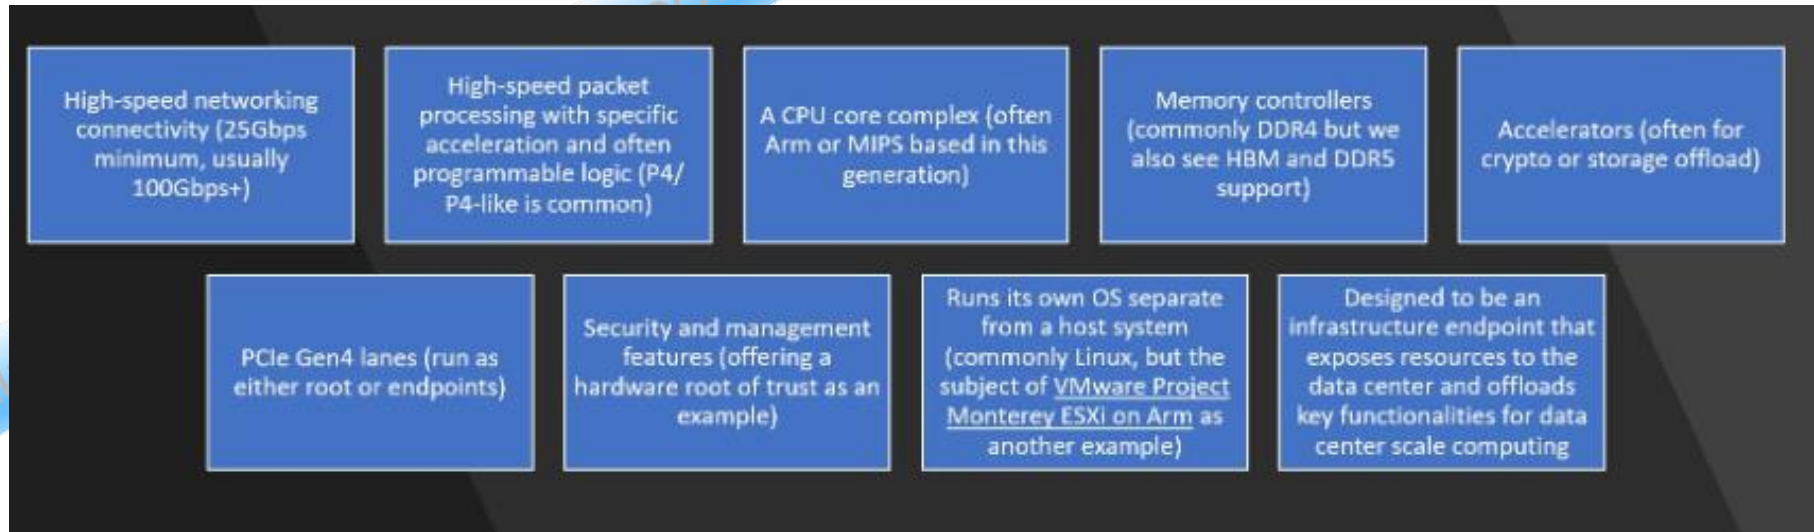 High-speed networking
connectivity (25Gbps
minimum, usually
100Gbps+)
High-speed packet
processing with specific
acceleration and often
programmable logic (P4/
P4-like is common)
A CPU core complex (often
Arm or MIPS based in this
generation)
Memory controllers
(commonly DDR4 but we
also see HBM and DDR5
support)
Accelerators (often for
crypto or storage offload)
PCIe Gen4 lanes (run as
either root or endpoints)
Security and management
features (offering a
hardware root of trust as an
example)
Runs its own OS separate
from a host system
(commonly Linux, but the
subject of VMware Project
Monterey ESXi on Arm as
another example)
Designed to be an
infrastructure endpoint that
exposes resources to the
data center and offloads
key functionalities for data
center scale computing